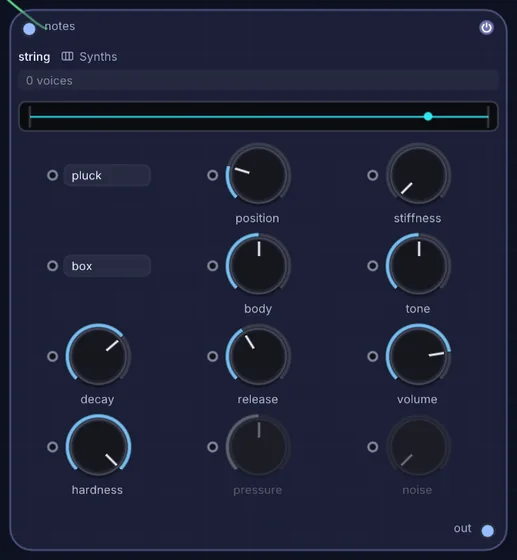 notes
string Synths
0 voices
pluck
position
stiffness
box
body
tone
decay
release
volume
hardness
pressure
noise
out